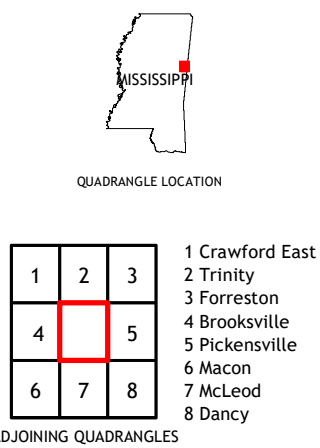 MISSISSIPPI
QUADRANGLE LOCATION
1 2 3
4 5
6 7 8
1 Crawford East
2 Trinity
3 Forreston
4 Brooksville
5 Pickensville
6 Macon
7 McLeod
8 Dancy
ADJOINING QUADRANGLES